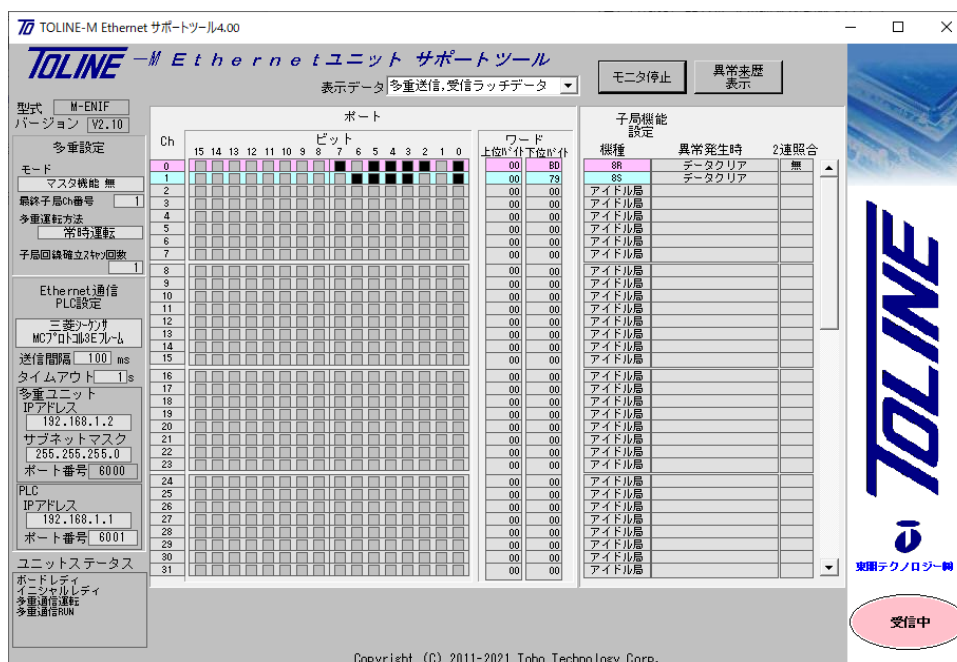 TOLINE-M Ethernet サポートツール4.00
TOLINE －M Ｅｔｈｅｒｎｅｔユニット サポートツール
表示データ 多重送信,受信ラッチデータ
モニタ停止
異常来歴
表示
型式 M-ENIF
バージョン V2.10
多重設定
モード
マスタ機能 無
最終子局Ch番号 1
多重運転方法
常時運転
子局回線確立スキャン回数
1
Ethernet通信
PLC設定
三菱シーケンサ
MCプロトコル3Eフレーム
送信間隔 100 ms
タイムアウト 1 s
多重ユニット
IPアドレス
192.168.1.2
サブネットマスク
255.255.255.0
ポート番号 6000
PLC
IPアドレス
192.168.1.1
ポート番号 6001
ユニットステータス
ボードレディ
イニシャルレディ
多重通信運転
多重通信RUN
ポート
Ch ビット ワード
15 14 13 12 11 10 9 8 7 6 5 4 3 2 1 0 上位バイト 下位バイト
子局機能
設定
機種 異常発生時 2連照合
0 00 BD 8R データクリア 無
1 00 79 8S データクリア
2 00 00 アイドル局
3 00 00 アイドル局
4 00 00 アイドル局
5 00 00 アイドル局
6 00 00 アイドル局
7 00 00 アイドル局
8 00 00 アイドル局
9 00 00 アイドル局
10 00 00 アイドル局
11 00 00 アイドル局
12 00 00 アイドル局
13 00 00 アイドル局
14 00 00 アイドル局
15 00 00 アイドル局
16 00 00 アイドル局
17 00 00 アイドル局
18 00 00 アイドル局
19 00 00 アイドル局
20 00 00 アイドル局
21 00 00 アイドル局
22 00 00 アイドル局
23 00 00 アイドル局
24 00 00 アイドル局
25 00 00 アイドル局
26 00 00 アイドル局
27 00 00 アイドル局
28 00 00 アイドル局
29 00 00 アイドル局
30 00 00 アイドル局
31 00 00 アイドル局
TOLINE
東朋テクノロジー㈱
受信中
Copyright (C) 2011-2021 Toho Technology Corp.